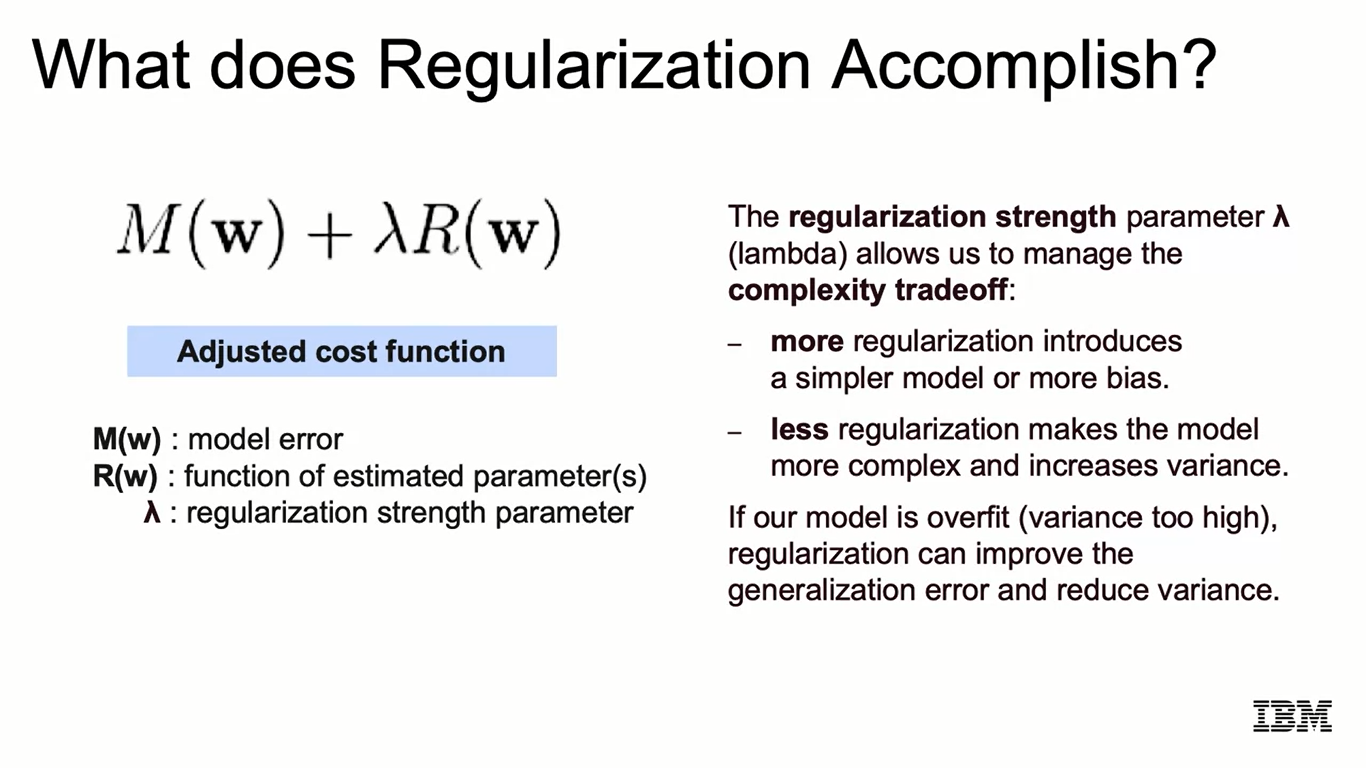 What does Regularization Accomplish?
M(w) + λR(w)
Adjusted cost function
M(w) : model error
R(w) : function of estimated parameter(s)
λ : regularization strength parameter
The regularization strength parameter λ
(lambda) allows us to manage the
complexity tradeoff:
– more regularization introduces
a simpler model or more bias.
– less regularization makes the model
more complex and increases variance.
If our model is overfit (variance too high),
regularization can improve the
generalization error and reduce variance.
IBM